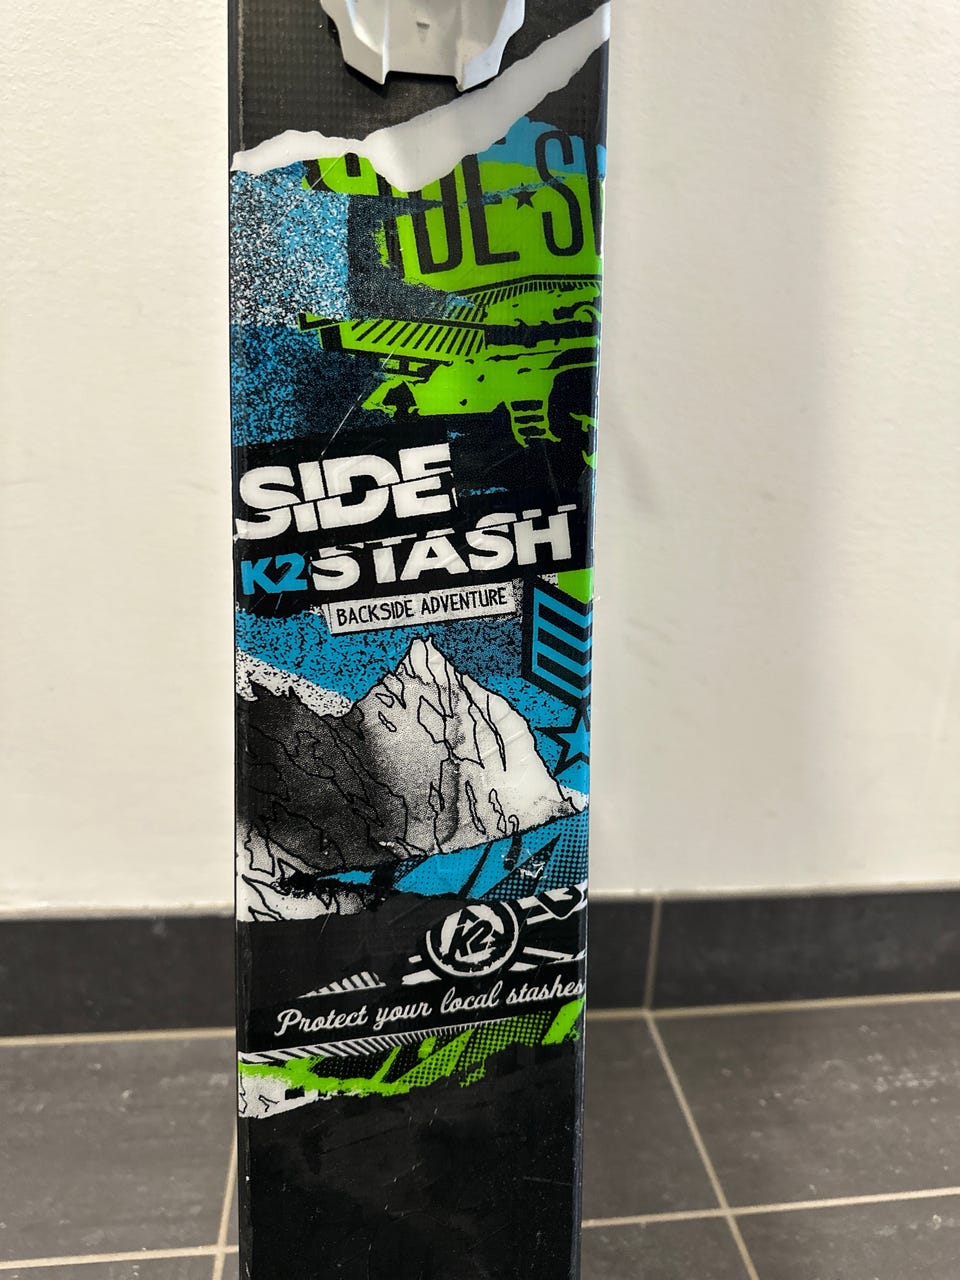 SIDE
K2 STASH
BACKSIDE ADVENTURE
K2
Protect your local stashes